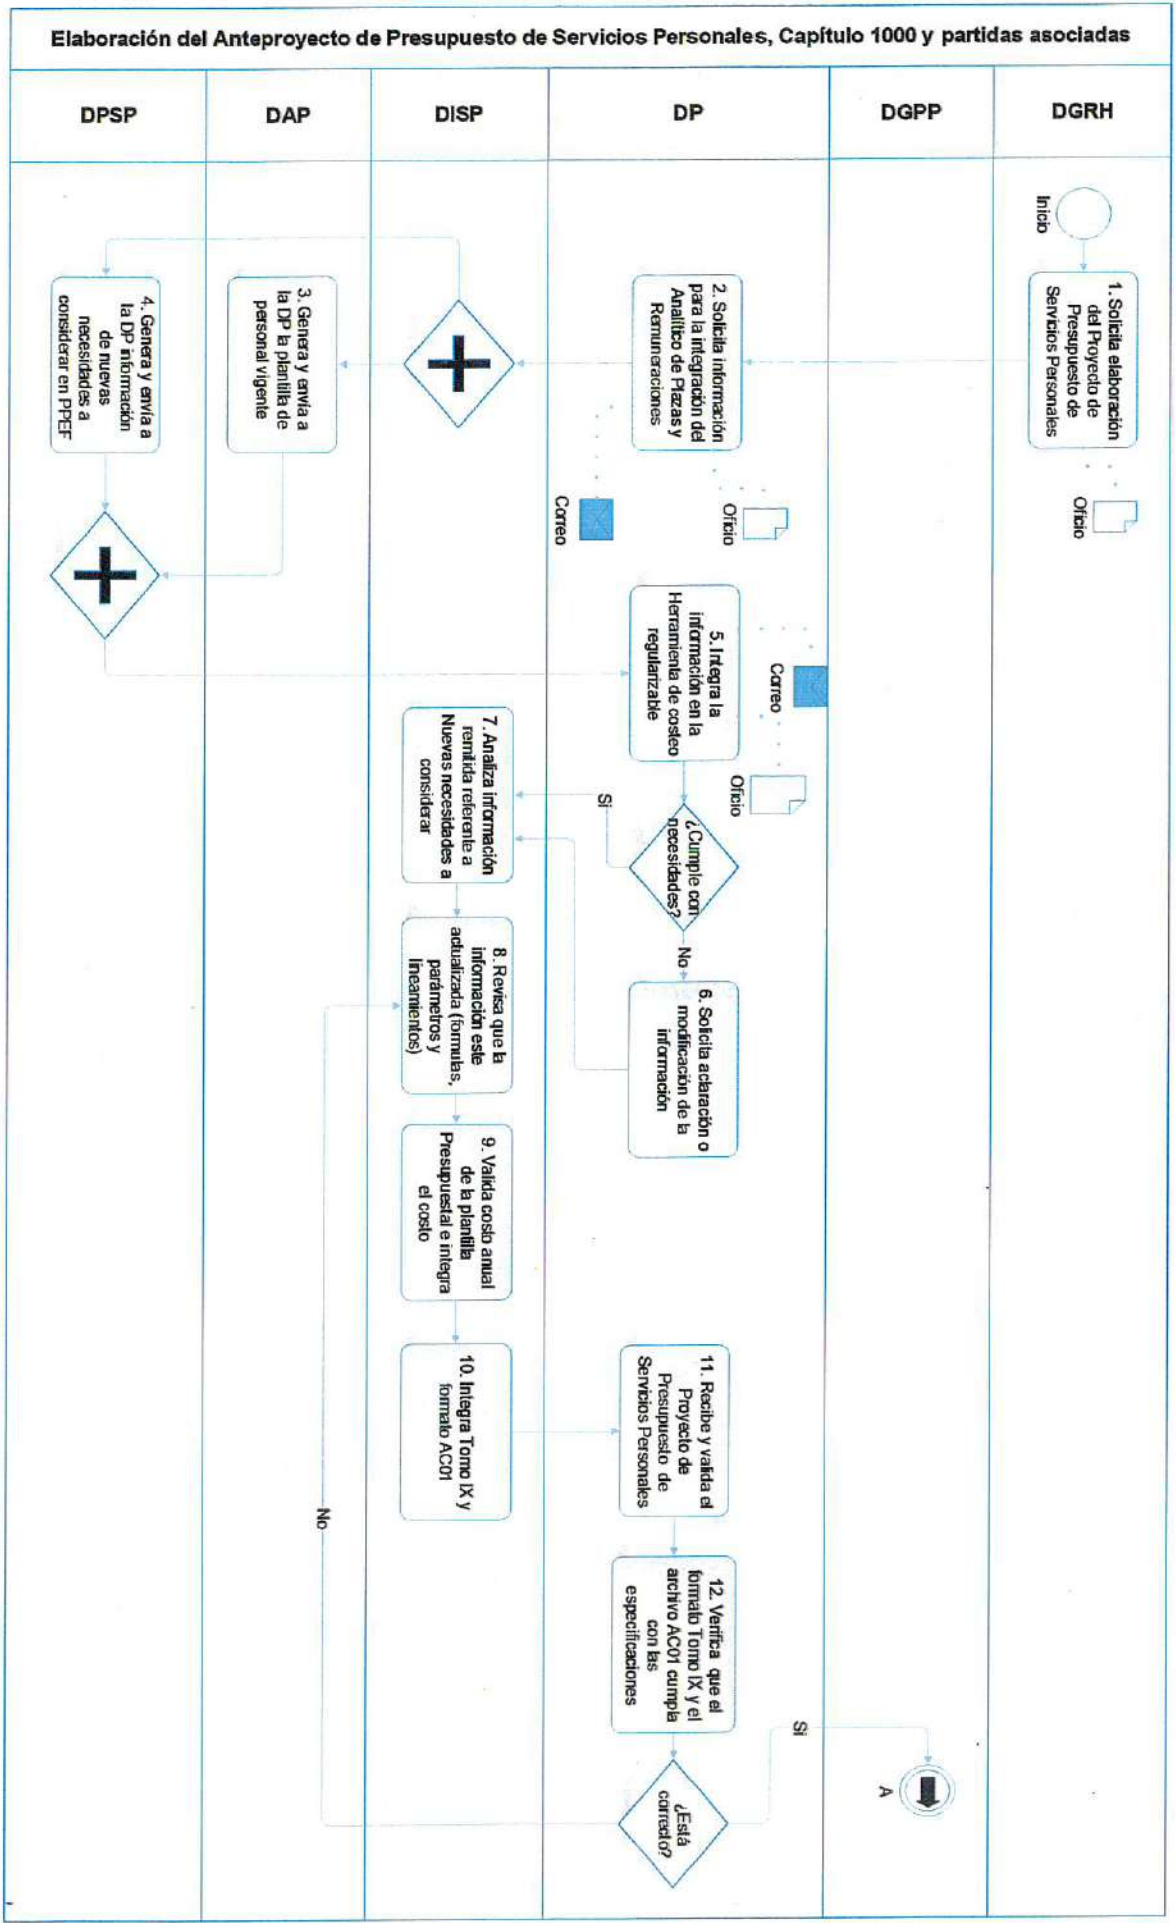 Elaboración del Anteproyecto de Presupuesto de Servicios Personales, Capítulo 1000 y partidas asociadas
DPSP
DAP
DISP
DP
DGPP
DGRH
Inicio
1. Solicita elaboración
del Proyecto de
Presupuesto de
Servicios Personales
Oficio
2. Solicita información
para la integración del
Analítico de Plazas y
Remuneraciones
Oficio
Correo
3. Genera y envía a
la DP la plantilla de
personal vigente
4. Genera y envía a
la DP información
de nuevas
necesidades a
considerar en PPEF
5. Integra la
información en la
Herramienta de costeo
regularizable
Correo
Oficio
¿Cumple con
necesidades?
Si
No
6. Solicita aclaración o
modificación de la
información
7. Analiza información
remitida referente a
Nuevas necesidades a
considerar
8. Revisa que la
información este
actualizada (formulas,
parámetros y
lineamientos)
9. Valida costo anual
de la plantilla
Presupuestal e integra
el costo
10. Integra Tomo IX y
formato AC01
11. Recibe y valida el
Proyecto de
Presupuesto de
Servicios Personales
12. Verifica que el
formato Tomo IX y el
archivo AC01 cumpla
con las
especificaciones
¿Está
correcto?
Si
No
A